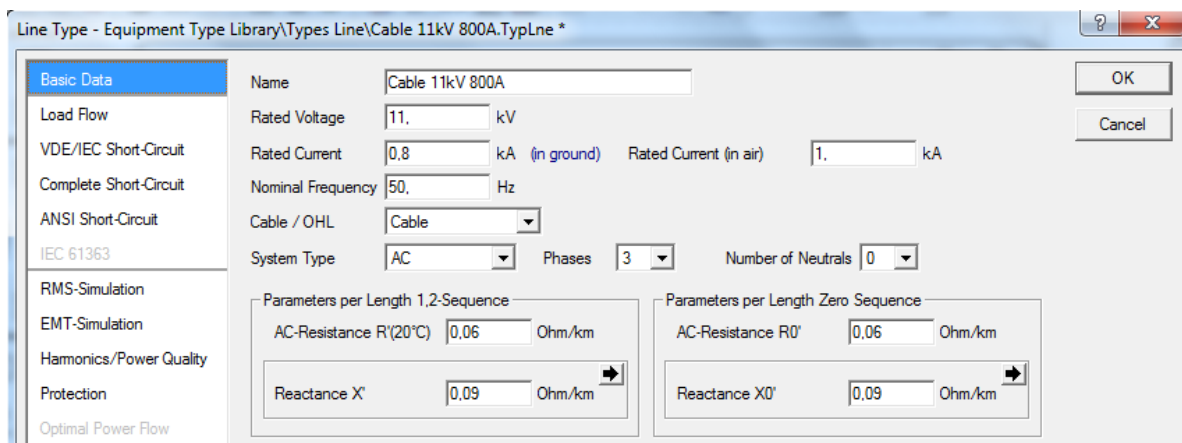 Line Type - Equipment Type Library\Types Line\Cable 11kV 800A.TypLne *
? X
Basic Data
Load Flow
VDE/IEC Short-Circuit
Complete Short-Circuit
ANSI Short-Circuit
IEC 61363
RMS-Simulation
EMT-Simulation
Harmonics/Power Quality
Protection
Optimal Power Flow
Name Cable 11kV 800A
Rated Voltage 11, kV
Rated Current 0,8 kA (in ground) Rated Current (in air) 1, kA
Nominal Frequency 50, Hz
Cable / OHL Cable
System Type AC Phases 3 Number of Neutrals 0
Parameters per Length 1,2-Sequence
AC-Resistance R'(20°C) 0,06 Ohm/km
Reactance X' 0,09 Ohm/km
Parameters per Length Zero Sequence
AC-Resistance R0' 0,06 Ohm/km
Reactance X0' 0,09 Ohm/km
OK
Cancel